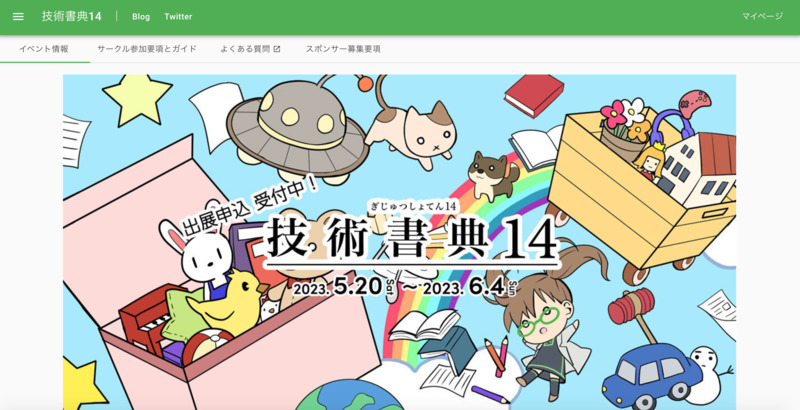 技術書典14
Blog
Twitter
マイページ
イベント情報
サークル参加要項とガイド
よくある質問
スポンサー募集要項
出展申込 受付中！
ぎじゅつしょてん14
技術書典14
2023. 5.20 Sat 〜 2023. 6.4 Sun